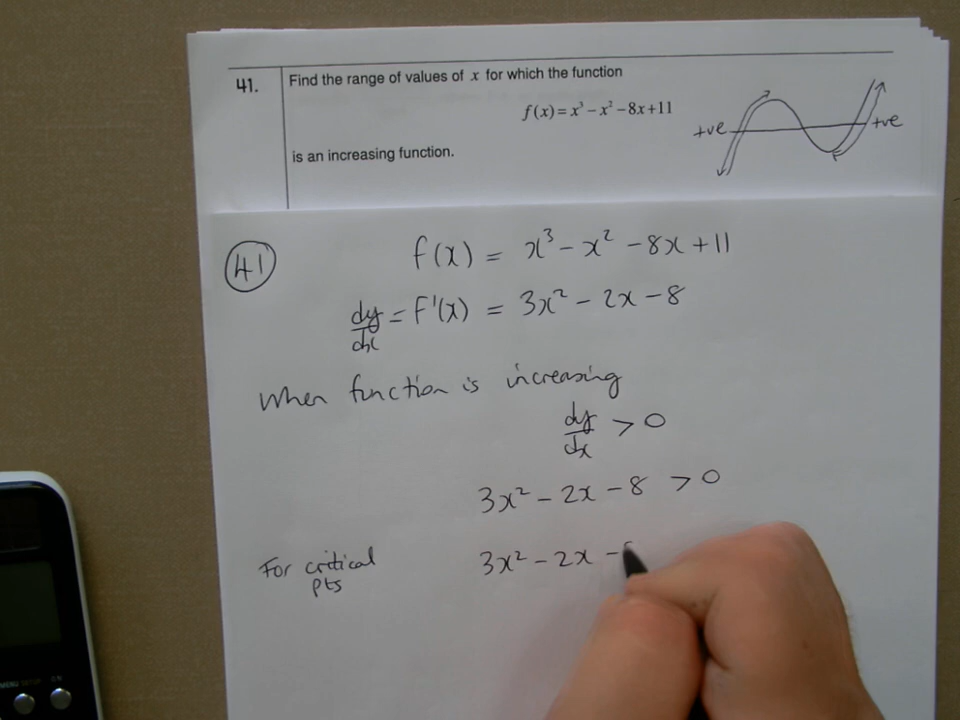 41. Find the range of values of x for which the function
f(x) = x³ – x² – 8x + 11
+ve +ve
is an increasing function.
41 f(x) = x³ – x² – 8x + 11
dy/dx = f'(x) = 3x² – 2x – 8
When function is increasing
dy/dx > 0
3x² – 2x – 8 > 0
For critical 3x² – 2x –
pts